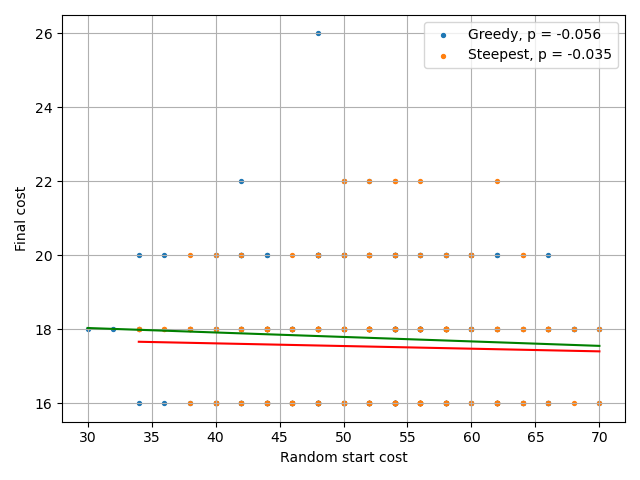 Greedy, p = -0.056
Steepest, p = -0.035
26
24
22
20
18
16
Final cost
30 35 40 45 50 55 60 65 70
Random start cost